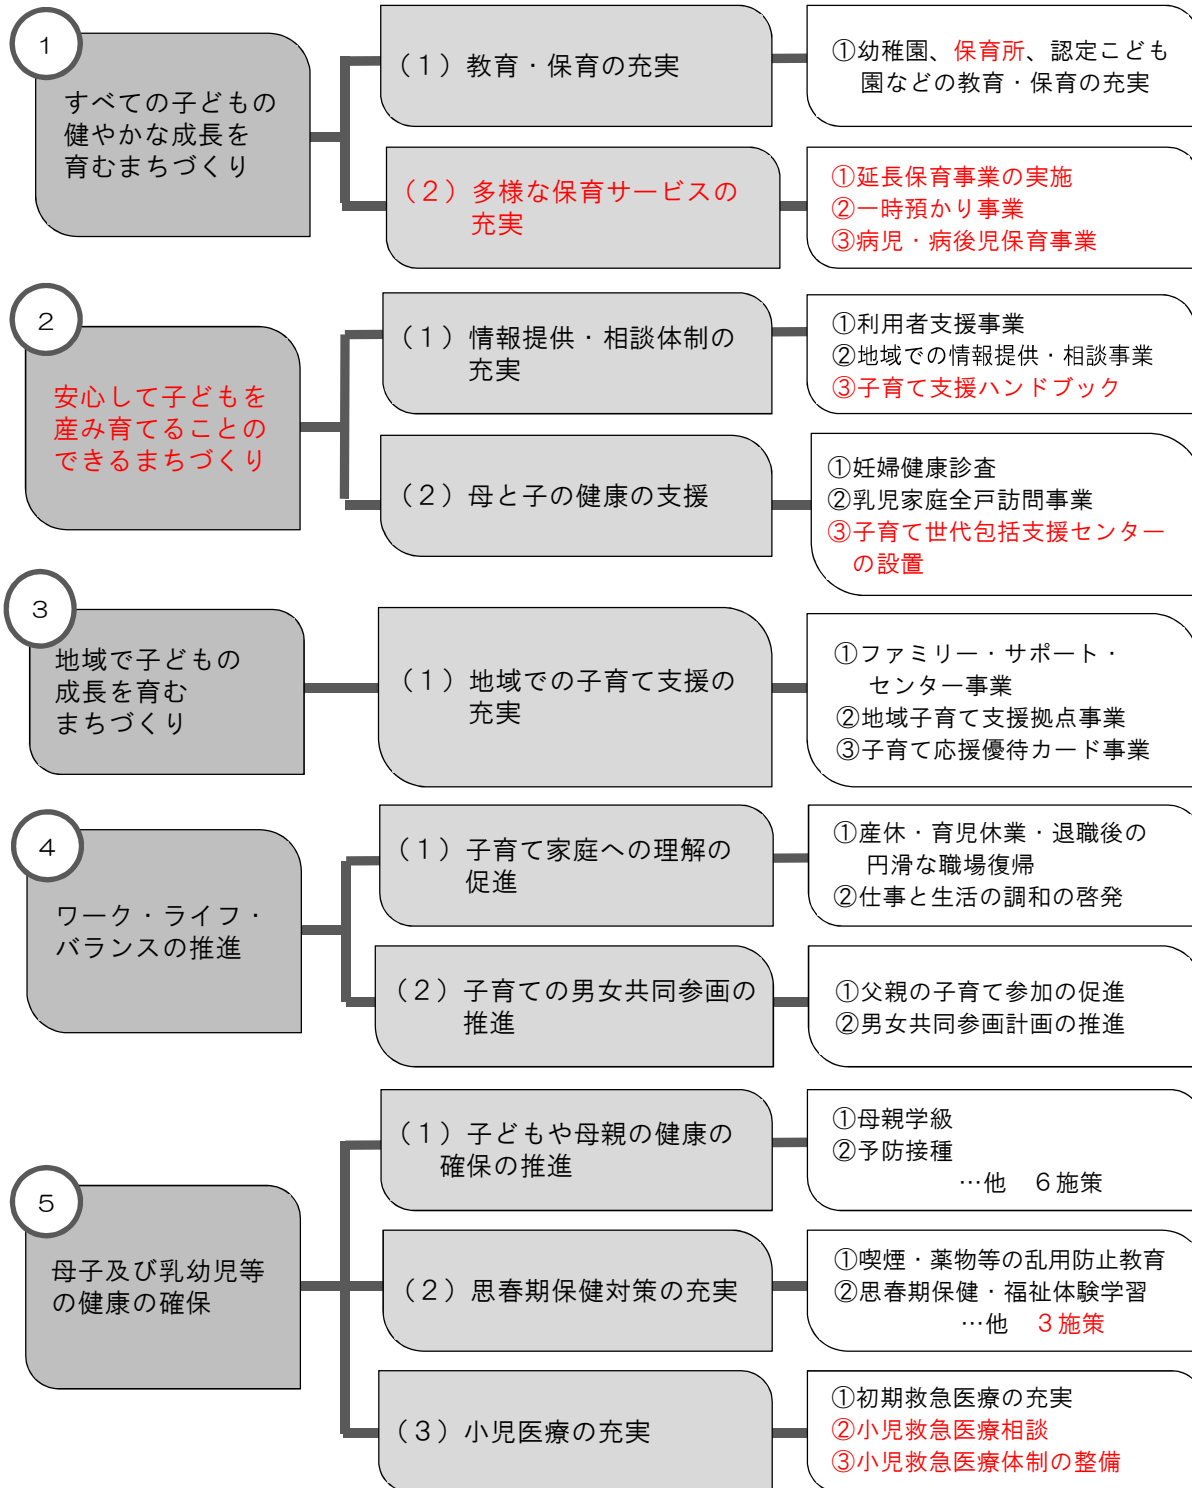 1
すべての子どもの
健やかな成長を
育むまちづくり
（１）教育・保育の充実
①幼稚園、保育所、認定こども
園などの教育・保育の充実
（２）多様な保育サービスの
充実
①延長保育事業の実施
②一時預かり事業
③病児・病後児保育事業
2
安心して子どもを
産み育てることの
できるまちづくり
（１）情報提供・相談体制の
充実
①利用者支援事業
②地域での情報提供・相談事業
③子育て支援ハンドブック
（２）母と子の健康の支援
①妊婦健康診査
②乳児家庭全戸訪問事業
③子育て世代包括支援センター
の設置
3
地域で子どもの
成長を育む
まちづくり
（１）地域での子育て支援の
充実
①ファミリー・サポート・
センター事業
②地域子育て支援拠点事業
③子育て応援優待カード事業
4
ワーク・ライフ・
バランスの推進
（１）子育て家庭への理解の
促進
①産休・育児休業・退職後の
円滑な職場復帰
②仕事と生活の調和の啓発
（２）子育ての男女共同参画の
推進
①父親の子育て参加の促進
②男女共同参画計画の推進
5
母子及び乳幼児等
の健康の確保
（１）子どもや母親の健康の
確保の推進
①母親学級
②予防接種
…他　６施策
（２）思春期保健対策の充実
①喫煙・薬物等の乱用防止教育
②思春期保健・福祉体験学習
…他　３施策
（３）小児医療の充実
①初期救急医療の充実
②小児救急医療相談
③小児救急医療体制の整備